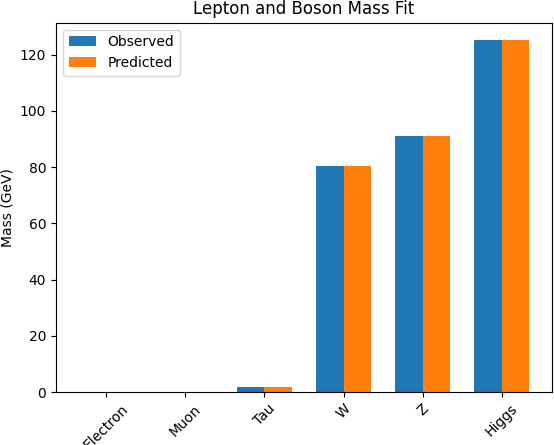 Lepton and Boson Mass Fit
Observed
Predicted
Mass (GeV)
120
100
80
60
40
20
0
Electron
Muon
Tau
W
Z
Higgs